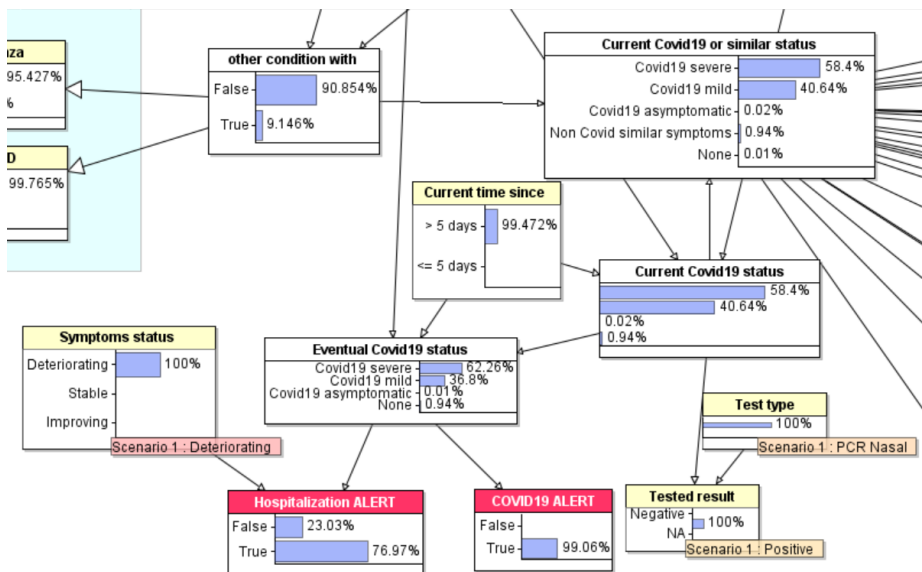 other condition with
False
90.854%
True
9.146%
95.427%
99.765%
Current Covid19 or similar status
Covid19 severe
58.4%
Covid19 mild
40.64%
Covid19 asymptomatic
0.02%
Non Covid similar symptoms
0.94%
None
0.01%
Current time since
> 5 days
99.472%
<= 5 days
Current Covid19 status
58.4%
40.64%
0.02%
0.94%
Symptoms status
Deteriorating
100%
Stable
Improving
Scenario 1 : Deteriorating
Eventual Covid19 status
Covid19 severe
62.26%
Covid19 mild
36.8%
Covid19 asymptomatic
0.01%
None
0.94%
Test type
100%
Scenario 1 : PCR Nasal
Hospitalization ALERT
False
23.03%
True
76.97%
COVID19 ALERT
False
True
99.06%
Tested result
Negative
100%
NA
Scenario 1 : Positive